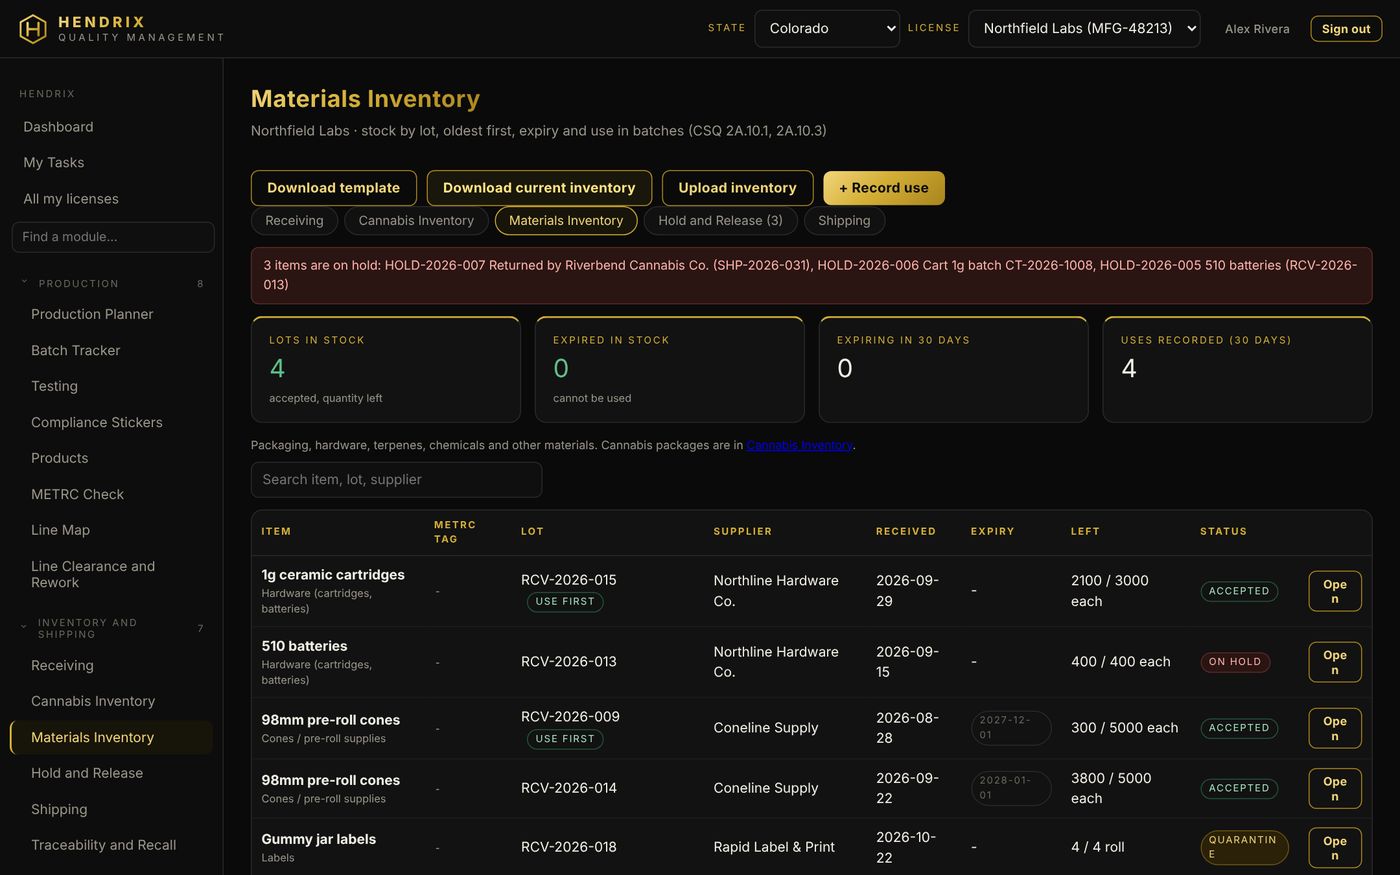 HENDRIX
QUALITY MANAGEMENT
STATE
Colorado
LICENSE
Northfield Labs (MFG-48213)
Alex Rivera
Sign out
HENDRIX
Dashboard
My Tasks
All my licenses
Find a module...
PRODUCTION 8
Production Planner
Batch Tracker
Testing
Compliance Stickers
Products
METRC Check
Line Map
Line Clearance and
Rework
INVENTORY AND
SHIPPING 7
Receiving
Cannabis Inventory
Materials Inventory
Hold and Release
Shipping
Traceability and Recall
Materials Inventory
Northfield Labs · stock by lot, oldest first, expiry and use in batches (CSQ 2A.10.1, 2A.10.3)
Download template
Download current inventory
Upload inventory
+ Record use
Receiving
Cannabis Inventory
Materials Inventory
Hold and Release (3)
Shipping
3 items are on hold: HOLD-2026-007 Returned by Riverbend Cannabis Co. (SHP-2026-031), HOLD-2026-006 Cart 1g batch CT-2026-1008, HOLD-2026-005 510 batteries (RCV-2026-
013)
LOTS IN STOCK
4
accepted, quantity left
EXPIRED IN STOCK
0
cannot be used
EXPIRING IN 30 DAYS
0
USES RECORDED (30 DAYS)
4
Packaging, hardware, terpenes, chemicals and other materials. Cannabis packages are in Cannabis Inventory.
Search item, lot, supplier
ITEM
METRC
TAG
LOT
SUPPLIER
RECEIVED
EXPIRY
LEFT
STATUS
1g ceramic cartridges
Hardware (cartridges,
batteries)
-
RCV-2026-015
USE FIRST
Northline Hardware
Co.
2026-09-
29
-
2100 / 3000
each
ACCEPTED
Ope
n
510 batteries
Hardware (cartridges,
batteries)
-
RCV-2026-013
Northline Hardware
Co.
2026-09-
15
-
400 / 400 each
ON HOLD
Ope
n
98mm pre-roll cones
Cones / pre-roll supplies
-
RCV-2026-009
USE FIRST
Coneline Supply
2026-08-
28
2027-12-
01
300 / 5000 each
ACCEPTED
Ope
n
98mm pre-roll cones
Cones / pre-roll supplies
-
RCV-2026-014
Coneline Supply
2026-09-
22
2028-01-
01
3800 / 5000
each
ACCEPTED
Ope
n
Gummy jar labels
Labels
-
RCV-2026-018
Rapid Label & Print
2026-10-
22
-
4 / 4 roll
QUARANTIN
E
Ope
n